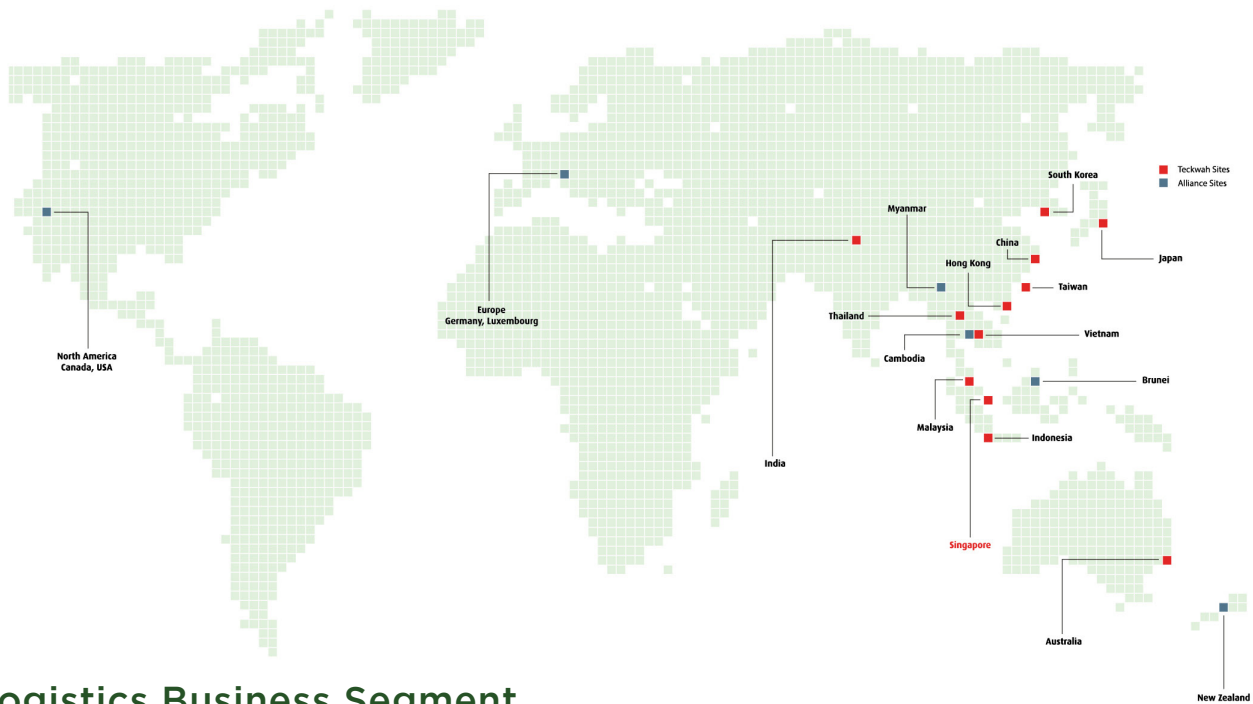 Teckwah Sites
Alliance Sites
South Korea
Myanmar
China
Japan
Hong Kong
Taiwan
Europe
Germany, Luxembourg
Thailand
Vietnam
North America
Canada, USA
Cambodia
Brunei
Malaysia
Indonesia
India
Singapore
Australia
ogistics Business Segment
New Zealand